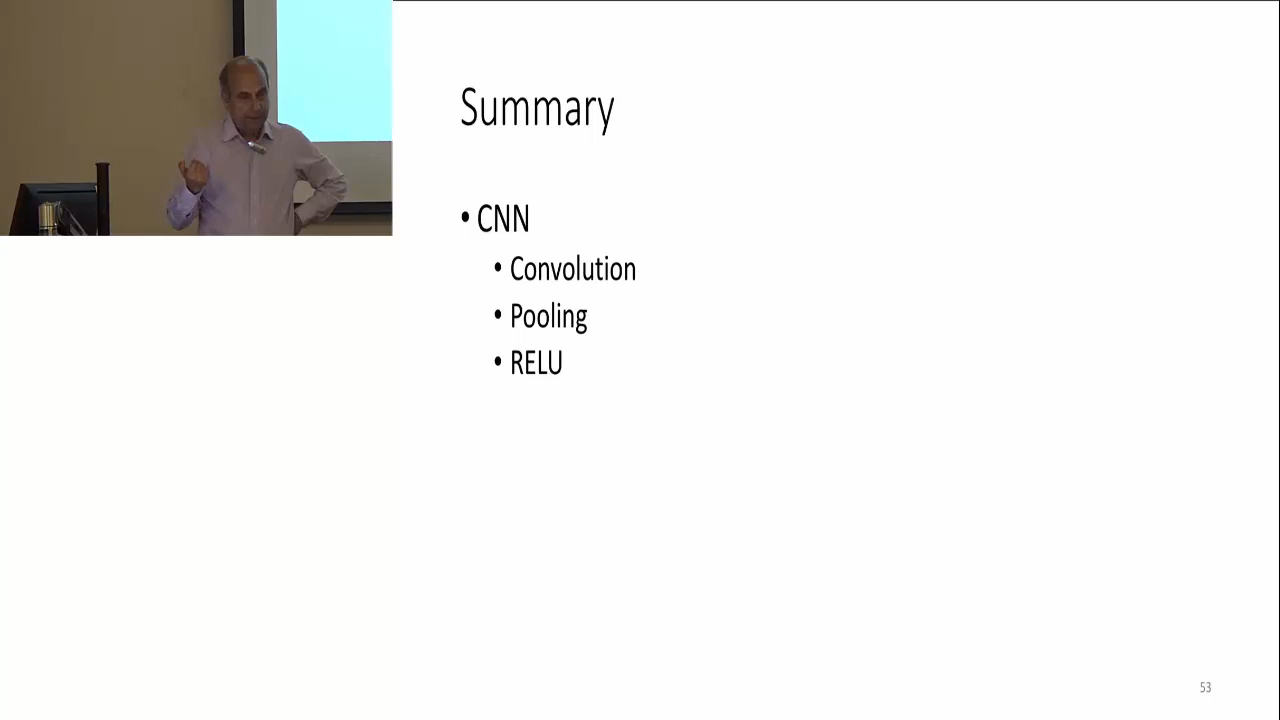 Summary
• CNN
• Convolution
• Pooling
• RELU
53